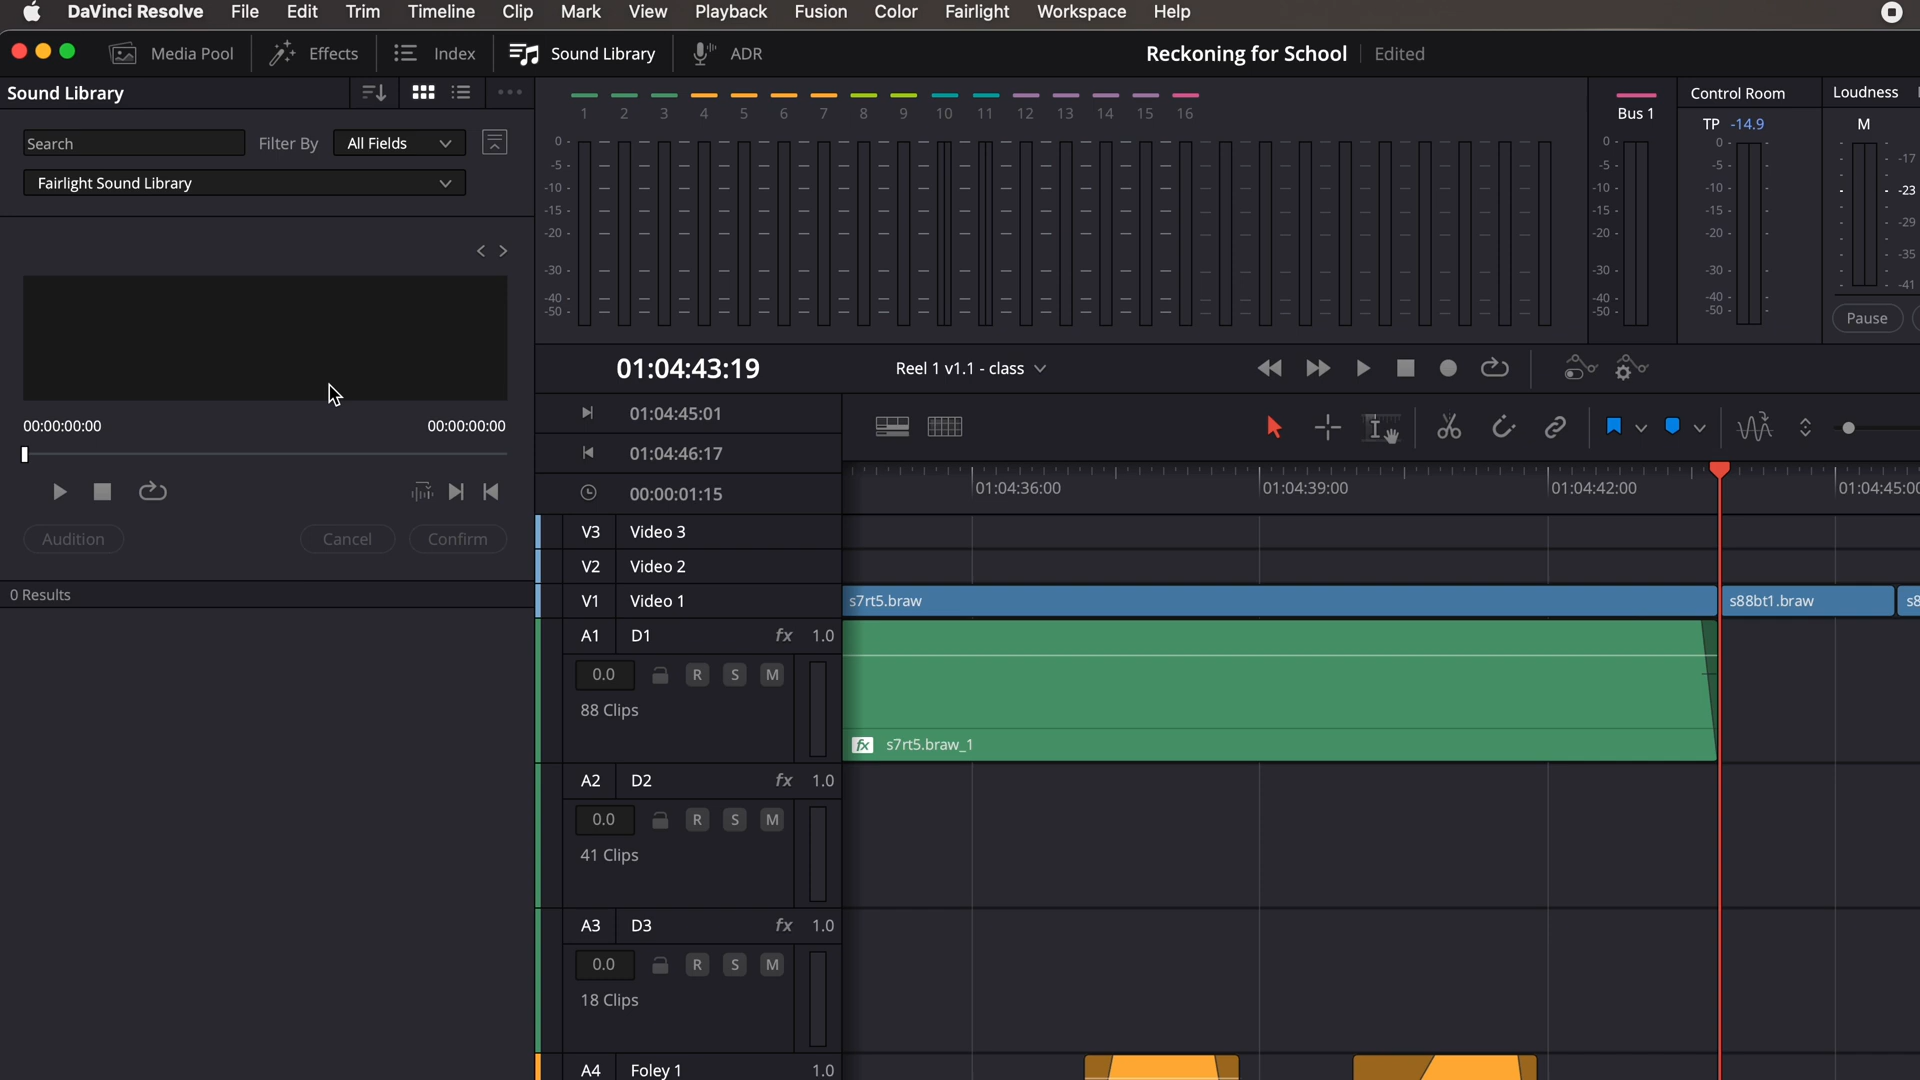 DaVinci Resolve File Edit Trim Timeline Clip Mark View Playback Fusion Color Fairlight Workspace Help
Media Pool Effects Index Sound Library ADR Reckoning for School Edited
Sound Library
Search Filter By All Fields
Fairlight Sound Library
00:00:00:00 00:00:00:00
Audition Cancel Confirm
0 Results
1 2 3 4 5 6 7 8 9 10 11 12 13 14 15 16
0 -5 -10 -15 -20 -30 -40 -50
Bus 1
0 -5 -10 -15 -20 -30 -40 -50
Control Room
TP -14.9
0 -5 -10 -15 -20 -30 -40 -50
Loudness
M
-17 -23 -29 -35 -41
Pause
01:04:43:19 Reel 1 v1.1 - class
01:04:45:01
01:04:46:17
00:00:01:15
01:04:36:00 01:04:39:00 01:04:42:00 01:04:45:00
V3 Video 3
V2 Video 2
V1 Video 1 s7rt5.braw s88bt1.braw s8
A1 D1 fx 1.0
0.0 R S M
88 Clips
fx s7rt5.braw_1
A2 D2 fx 1.0
0.0 R S M
41 Clips
A3 D3 fx 1.0
0.0 R S M
18 Clips
A4 Foley 1 1.0